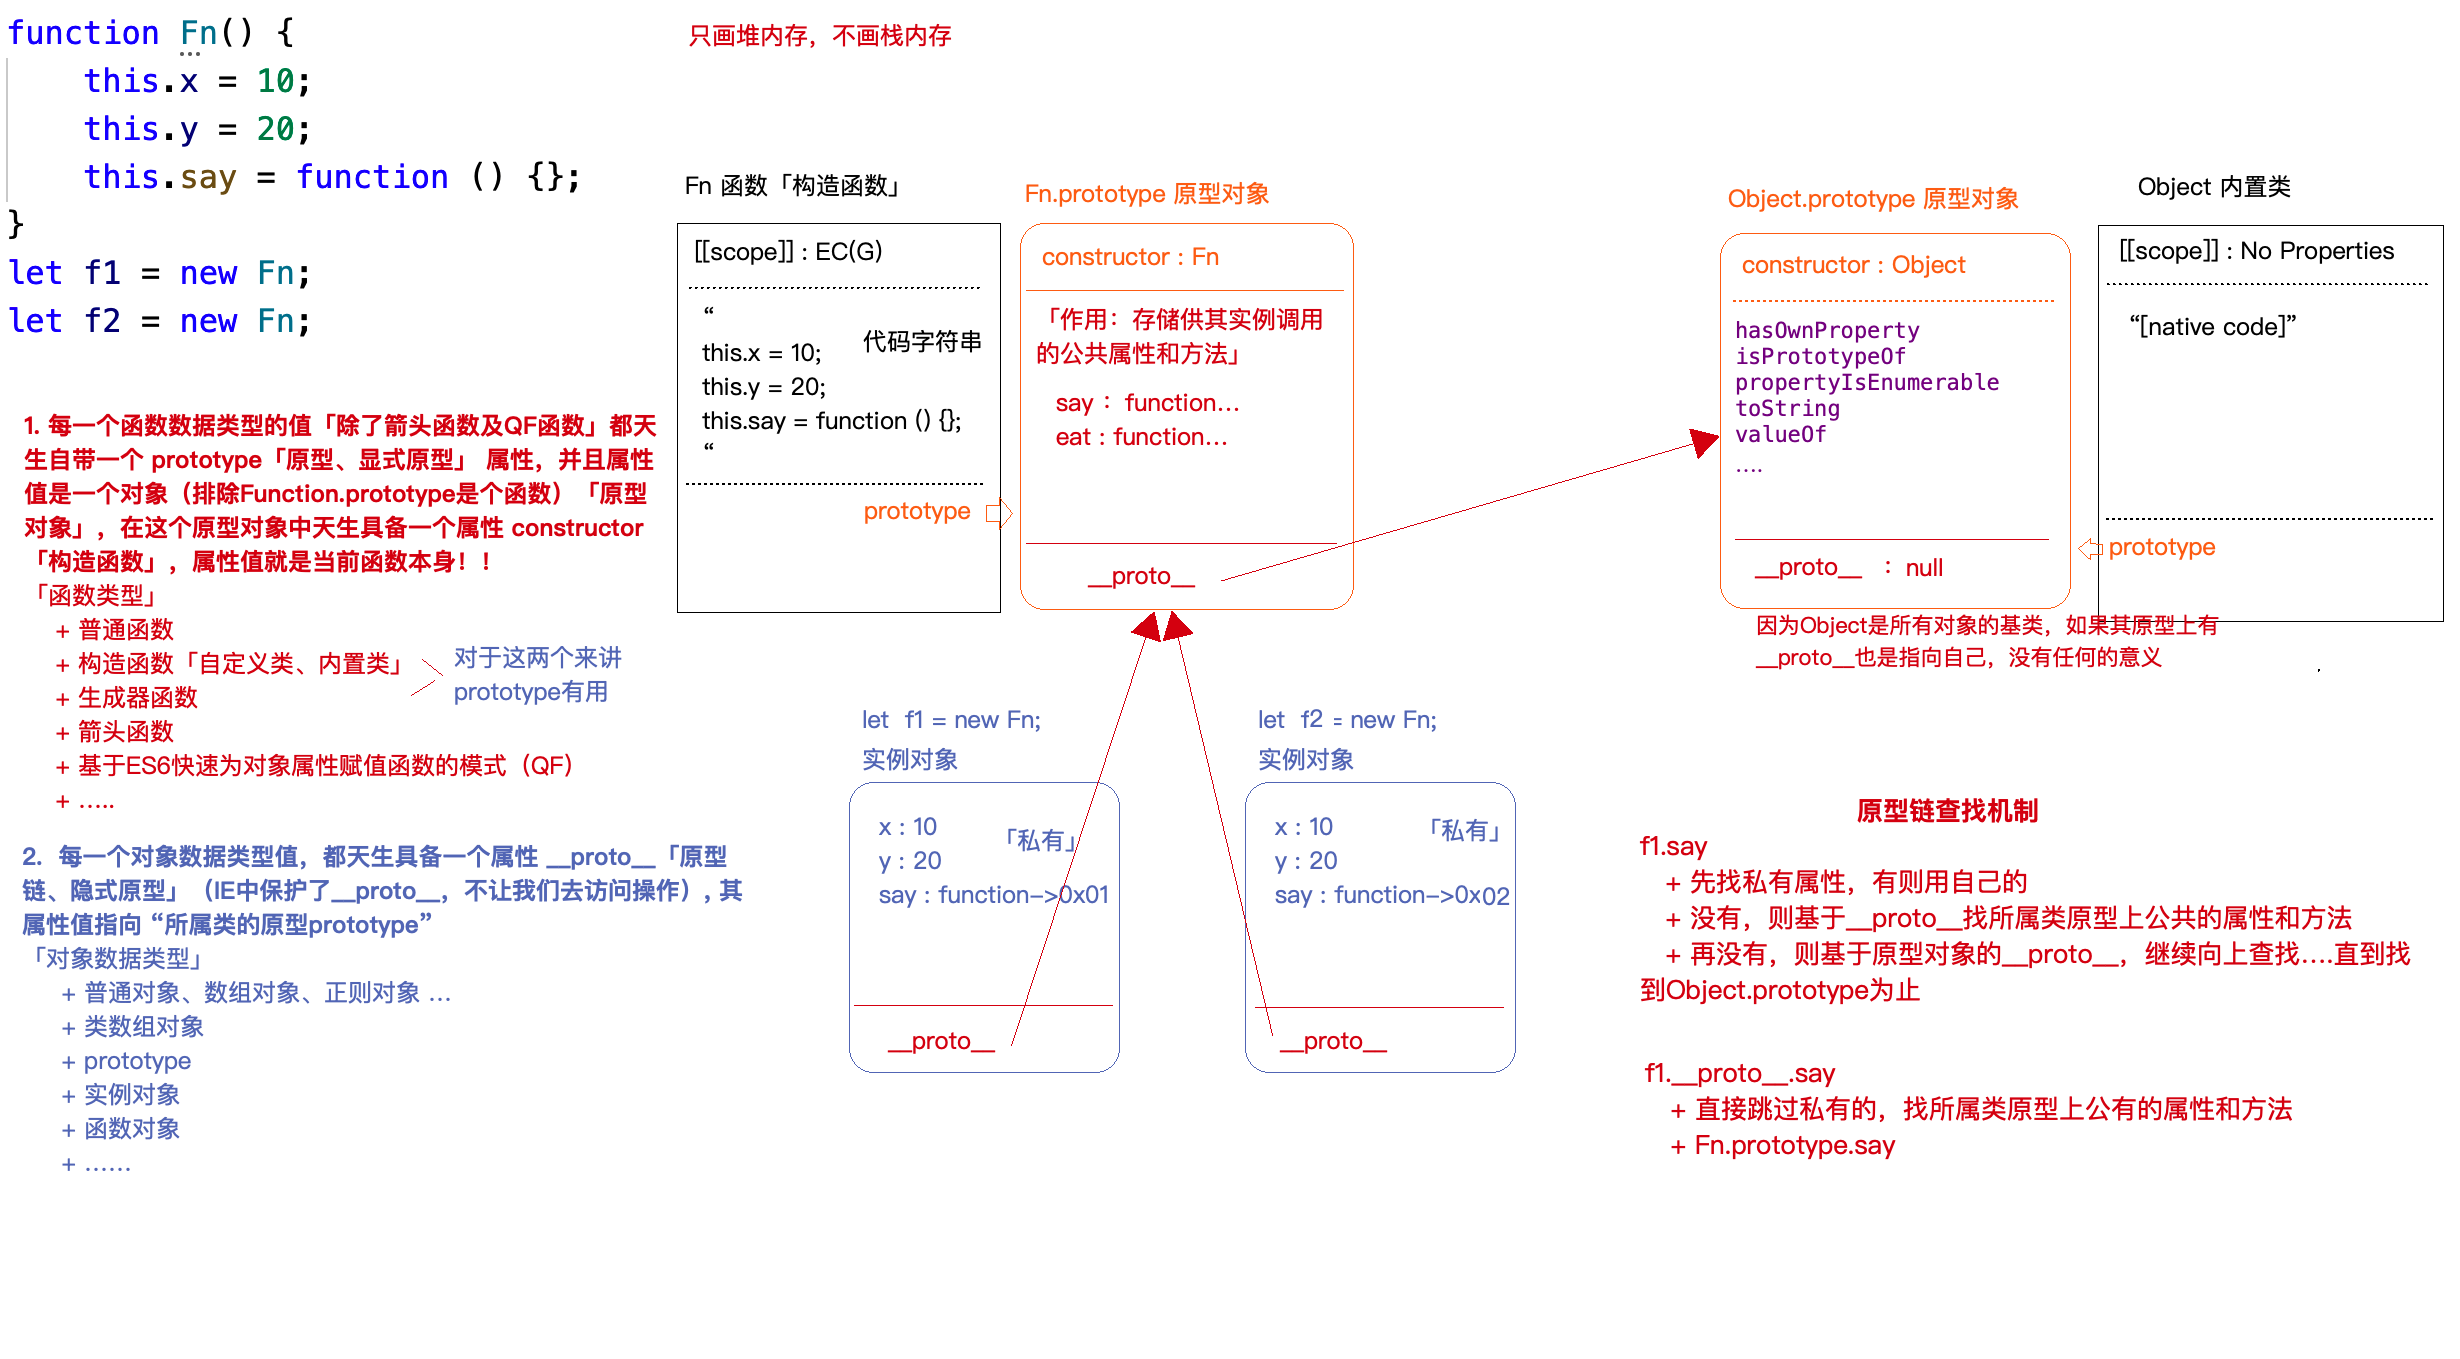 function Fn() {
this.x = 10;
this.y = 20;
this.say = function () {};
}
let f1 = new Fn;
let f2 = new Fn;
1. 每一个函数数据类型的值「除了箭头函数及QF函数」都天
生自带一个 prototype「原型、显式原型」 属性，并且属性
值是一个对象（排除Function.prototype是个函数）「原型
对象」，在这个原型对象中天生具备一个属性 constructor
「构造函数」，属性值就是当前函数本身！！
「函数类型」
+ 普通函数
+ 构造函数「自定义类、内置类」
+ 生成器函数
+ 箭头函数
+ 基于ES6快速为对象属性赋值函数的模式（QF）
+ .....
对于这两个来讲
prototype有用
2. 每一个对象数据类型值，都天生具备一个属性 __proto__「原型
链、隐式原型」（IE中保护了__proto__，不让我们去访问操作）, 其
属性值指向 “所属类的原型prototype”
「对象数据类型」
+ 普通对象、数组对象、正则对象 ...
+ 类数组对象
+ prototype
+ 实例对象
+ 函数对象
+ ......
只画堆内存，不画栈内存
Fn 函数「构造函数」
[[scope]] : EC(G)
“
代码字符串
this.x = 10;
this.y = 20;
this.say = function () {};
“
prototype
Fn.prototype 原型对象
constructor : Fn
「作用：存储供其实例调用
的公共属性和方法」
say ： function...
eat : function...
__proto__
Object.prototype 原型对象
constructor : Object
hasOwnProperty
isPrototypeOf
propertyIsEnumerable
toString
valueOf
....
__proto__ ： null
Object 内置类
[[scope]] : No Properties
“[native code]”
prototype
因为Object是所有对象的基类，如果其原型上有
__proto__也是指向自己，没有任何的意义
let f1 = new Fn;
实例对象
x : 10
y : 20
「私有」
say : function->0x01
__proto__
let f2 = new Fn;
实例对象
x : 10
y : 20
「私有」
say : function->0x02
__proto__
原型链查找机制
f1.say
+ 先找私有属性，有则用自己的
+ 没有，则基于__proto__找所属类原型上公共的属性和方法
+ 再没有，则基于原型对象的__proto__，继续向上查找....直到找
到Object.prototype为止
f1.__proto__.say
+ 直接跳过私有的，找所属类原型上公有的属性和方法
+ Fn.prototype.say